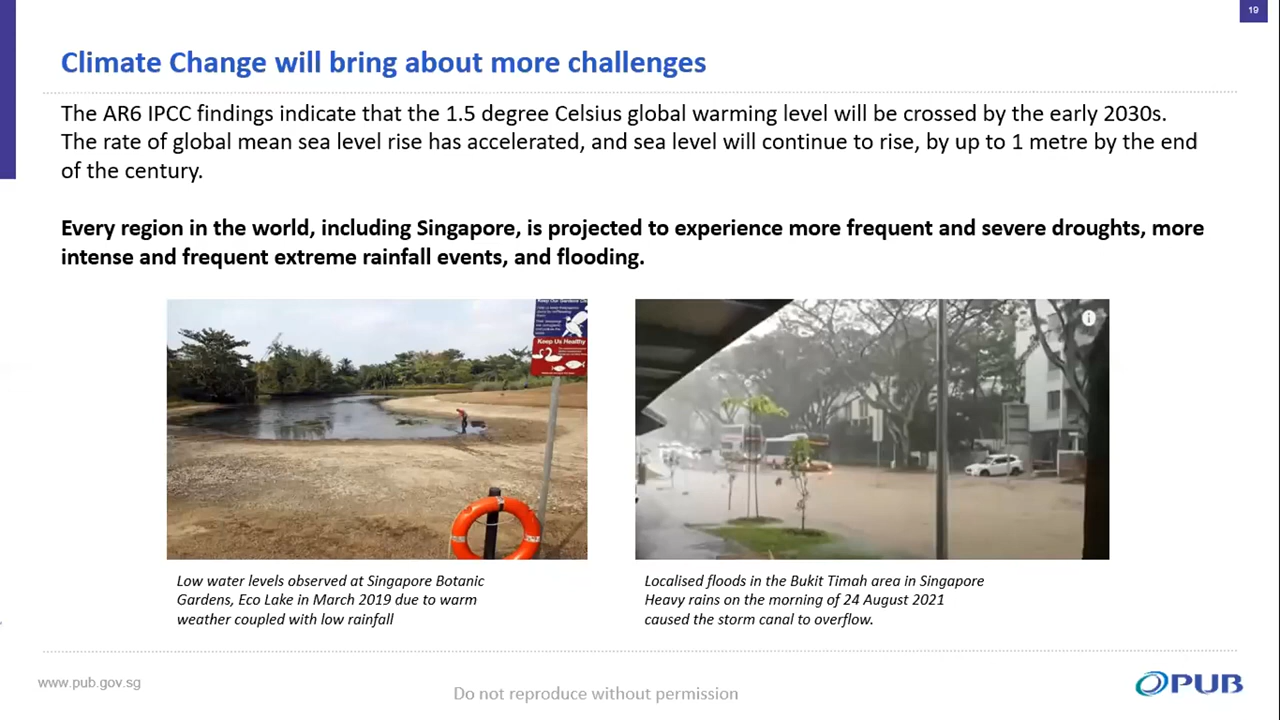 19
Climate Change will bring about more challenges
The AR6 IPCC findings indicate that the 1.5 degree Celsius global warming level will be crossed by the early 2030s.
The rate of global mean sea level rise has accelerated, and sea level will continue to rise, by up to 1 metre by the end
of the century.
Every region in the world, including Singapore, is projected to experience more frequent and severe droughts, more
intense and frequent extreme rainfall events, and flooding.
Keep Us Healthy
Low water levels observed at Singapore Botanic
Gardens, Eco Lake in March 2019 due to warm
weather coupled with low rainfall
Localised floods in the Bukit Timah area in Singapore
Heavy rains on the morning of 24 August 2021
caused the storm canal to overflow.
www.pub.gov.sg
Do not reproduce without permission
PUB